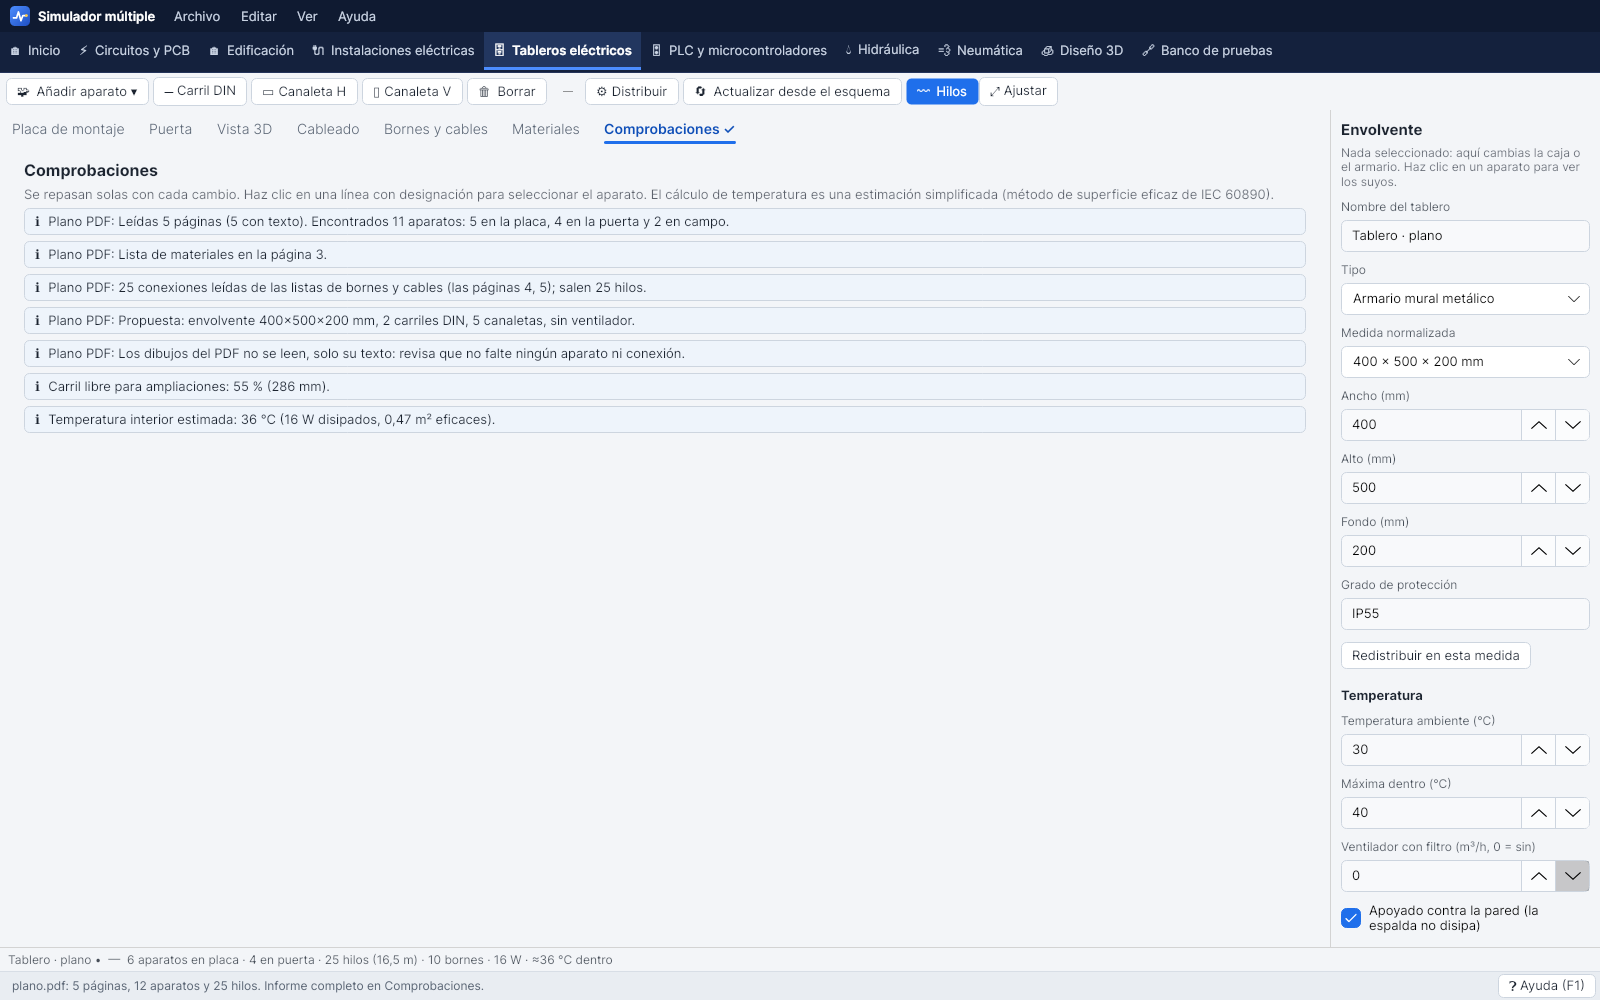 Simulador múltiple Archivo Editar Ver Ayuda
Inicio Circuitos y PCB Edificación Instalaciones eléctricas Tableros eléctricos PLC y microcontroladores Hidráulica Neumática Diseño 3D Banco de pruebas
Añadir aparato ▾ Carril DIN Canaleta H Canaleta V Borrar — Distribuir Actualizar desde el esquema Hilos Ajustar
Placa de montaje Puerta Vista 3D Cableado Bornes y cables Materiales Comprobaciones ✓
Comprobaciones
Se repasan solas con cada cambio. Haz clic en una línea con designación para seleccionar el aparato. El cálculo de temperatura es una estimación simplificada (método de superficie eficaz de IEC 60890).
ℹ Plano PDF: Leídas 5 páginas (5 con texto). Encontrados 11 aparatos: 5 en la placa, 4 en la puerta y 2 en campo.
ℹ Plano PDF: Lista de materiales en la página 3.
ℹ Plano PDF: 25 conexiones leídas de las listas de bornes y cables (las páginas 4, 5); salen 25 hilos.
ℹ Plano PDF: Propuesta: envolvente 400×500×200 mm, 2 carriles DIN, 5 canaletas, sin ventilador.
ℹ Plano PDF: Los dibujos del PDF no se leen, solo su texto: revisa que no falte ningún aparato ni conexión.
ℹ Carril libre para ampliaciones: 55 % (286 mm).
ℹ Temperatura interior estimada: 36 °C (16 W disipados, 0,47 m² eficaces).
Envolvente
Nada seleccionado: aquí cambias la caja o
el armario. Haz clic en un aparato para ver
los suyos.
Nombre del tablero
Tablero · plano
Tipo
Armario mural metálico
Medida normalizada
400 × 500 × 200 mm
Ancho (mm)
400
Alto (mm)
500
Fondo (mm)
200
Grado de protección
IP55
Redistribuir en esta medida
Temperatura
Temperatura ambiente (°C)
30
Máxima dentro (°C)
40
Ventilador con filtro (m³/h, 0 = sin)
0
Apoyado contra la pared (la
espalda no disipa)
Tablero · plano • — 6 aparatos en placa · 4 en puerta · 25 hilos (16,5 m) · 10 bornes · 16 W · ≈36 °C dentro
plano.pdf: 5 páginas, 12 aparatos y 25 hilos. Informe completo en Comprobaciones.
? Ayuda (F1)